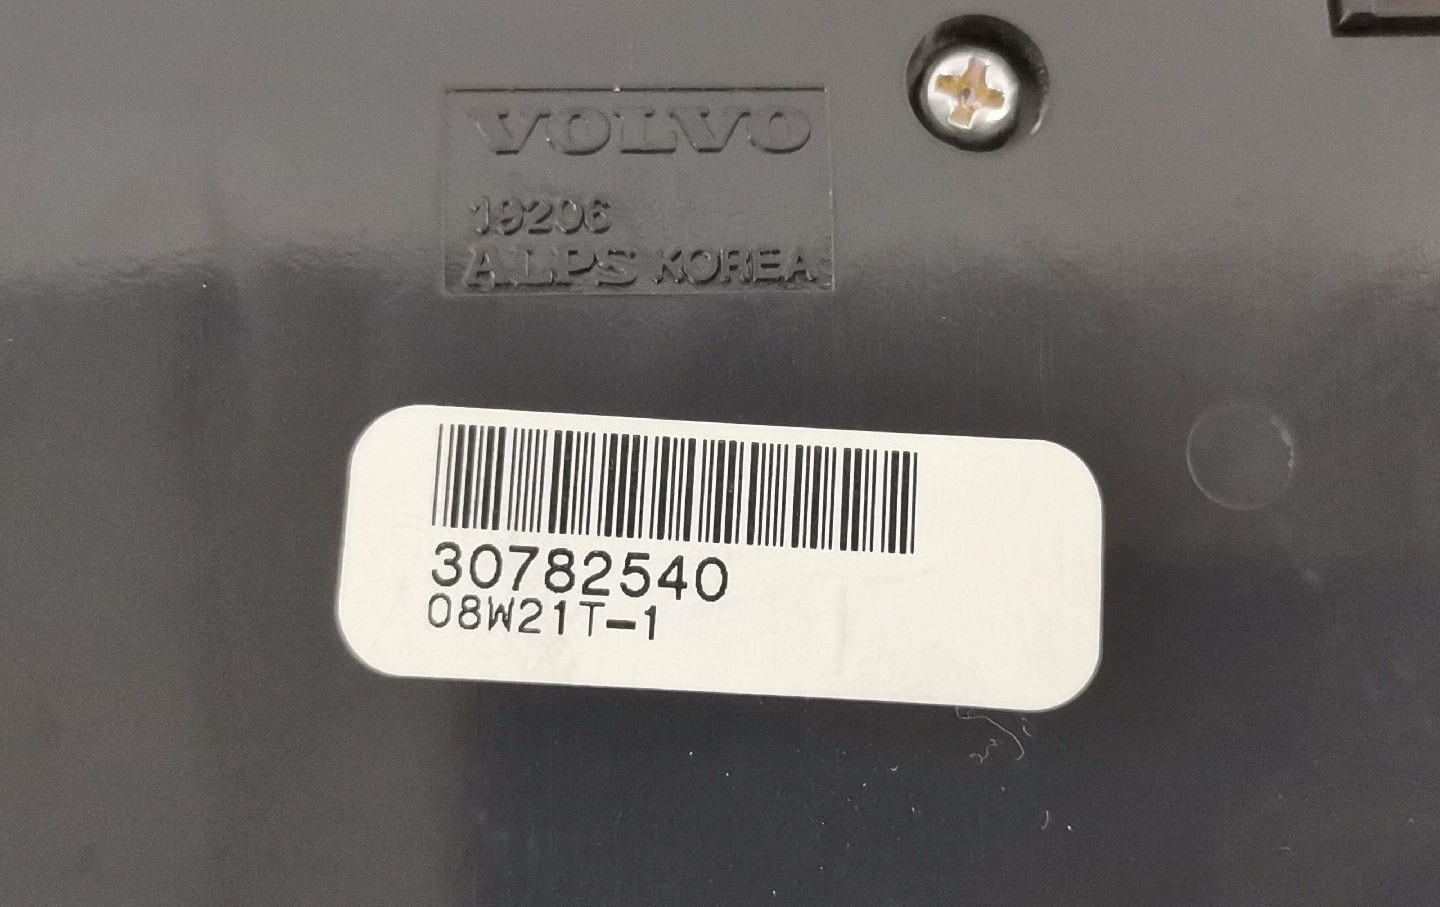 VOLVO
19206
ALPS KOREA
30782540
08W21T-1